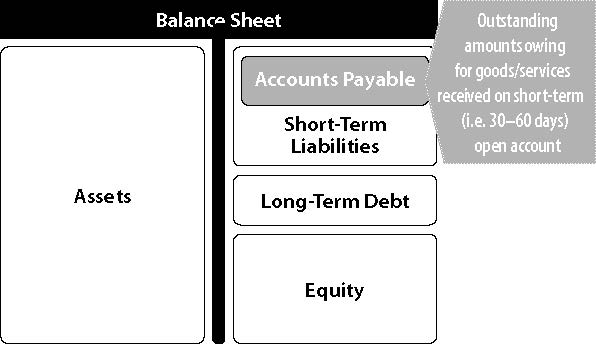 Balance Sheet
Assets
Accounts Payable
Short-Term
Liabilities
Long-Term Debt
Equity
Outstanding
amounts owing
for goods/services
received on short-term
(i.e. 30–60 days)
open account